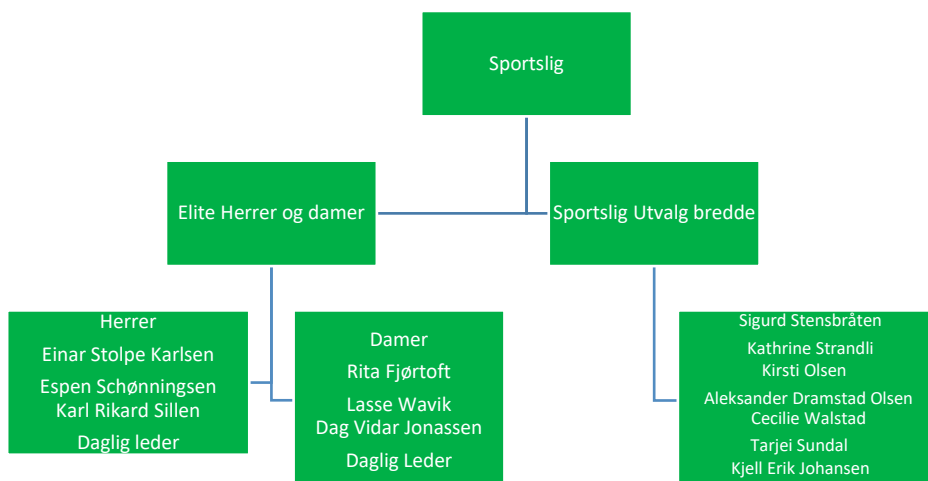 Sportslig
Elite Herrer og damer
Sportslig Utvalg bredde
Herrer
Einar Stolpe Karlsen
Espen Schønningsen
Karl Rikard Sillen
Daglig leder
Damer
Rita Fjørtoft
Lasse Wavik
Dag Vidar Jonassen
Daglig Leder
Sigurd Stensbråten
Kathrine Strandli
Kirsti Olsen
Aleksander Dramstad Olsen
Cecilie Walstad
Tarjei Sundal
Kjell Erik Johansen